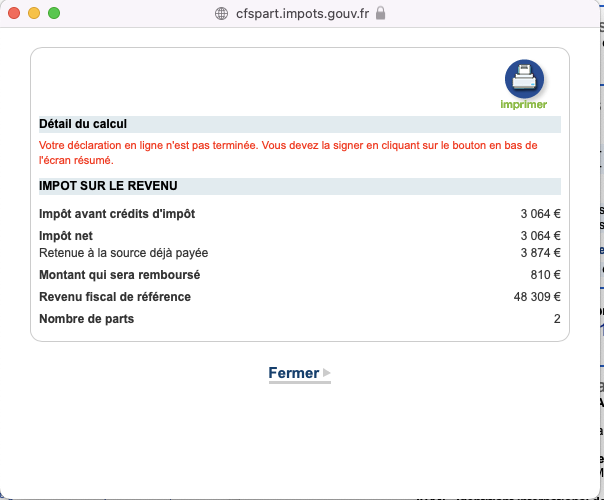 cfspart.impots.gouv.fr
imprimer
Détail du calcul
Votre déclaration en ligne n'est pas terminée. Vous devez la signer en cliquant sur le bouton en bas de
l'écran résumé.
IMPOT SUR LE REVENU
Impôt avant crédits d'impôt 3 064 €
Impôt net 3 064 €
Retenue à la source déjà payée 3 874 €
Montant qui sera remboursé 810 €
Revenu fiscal de référence 48 309 €
Nombre de parts 2
Fermer